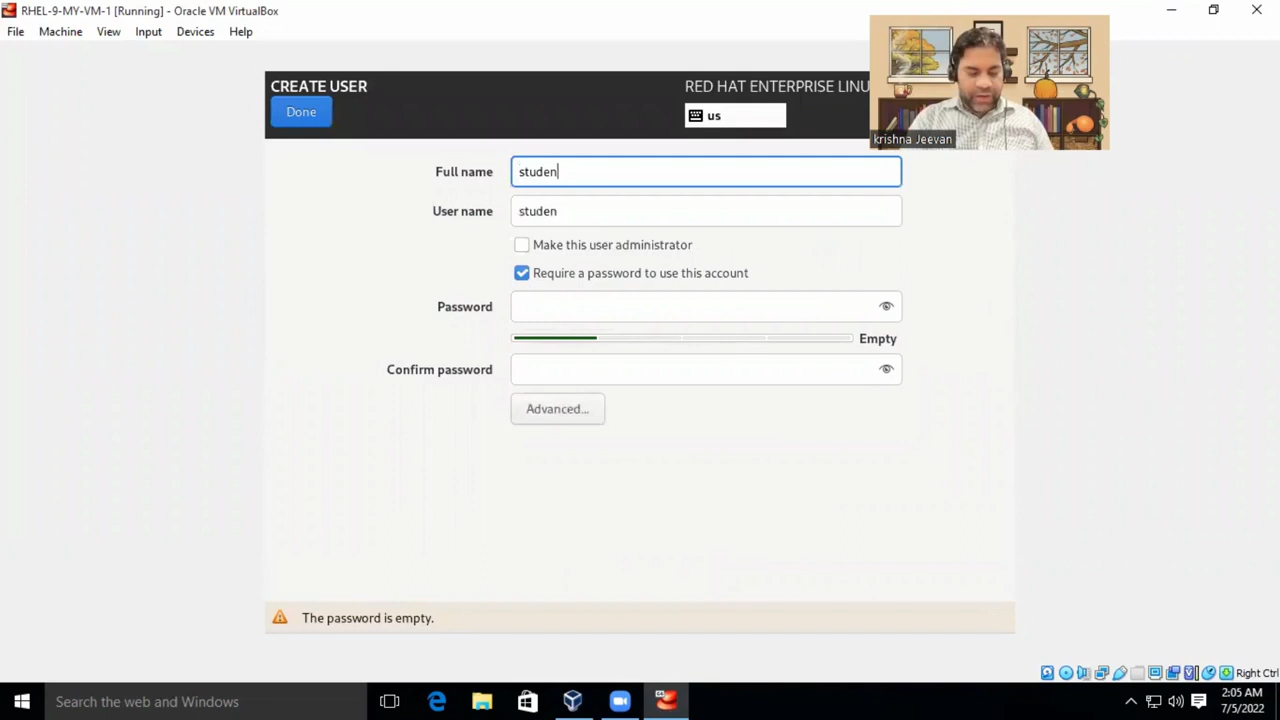 RHEL-9-MY-VM-1 [Running] - Oracle VM VirtualBox
File Machine View Input Devices Help
CREATE USER
RED HAT ENTERPRISE LINU
Done
us
krishna Jeevan
Full name
studen
User name
studen
Make this user administrator
Require a password to use this account
Password
Empty
Confirm password
Advanced...
The password is empty.
Right Ctrl
Search the web and Windows
2:05 AM
7/5/2022